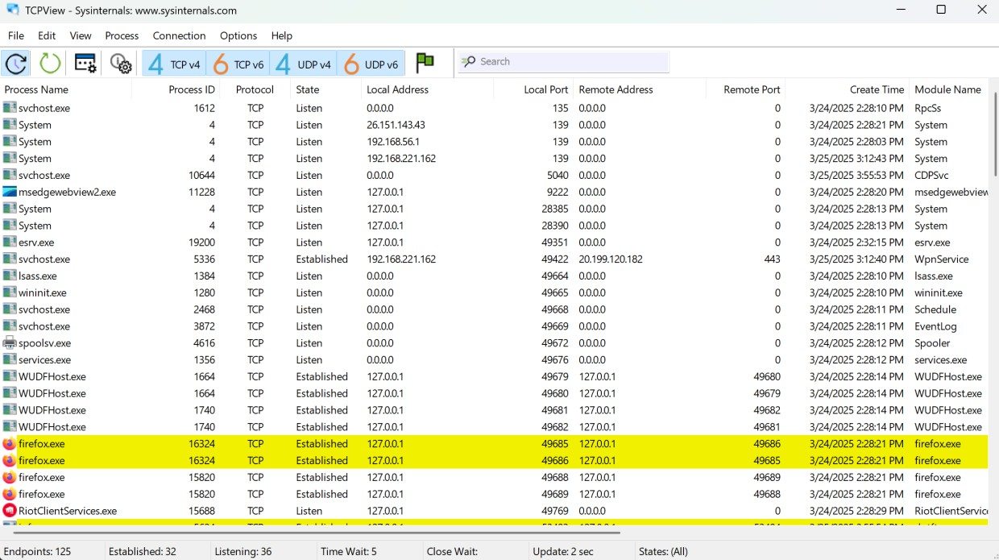 TCPView - Sysinternals: www.sysinternals.com
File Edit View Process Connection Options Help
4 TCP v4 6 TCP v6 4 UDP v4 6 UDP v6 Search
Process Name Process ID Protocol State Local Address Local Port Remote Address Remote Port Create Time Module Name
svchost.exe 1612 TCP Listen 0.0.0.0 135 0.0.0.0 0 3/24/2025 2:28:10 PM RpcSs
System 4 TCP Listen 26.151.143.43 139 0.0.0.0 0 3/24/2025 2:28:21 PM System
System 4 TCP Listen 192.168.56.1 139 0.0.0.0 0 3/24/2025 2:28:03 PM System
System 4 TCP Listen 192.168.221.162 139 0.0.0.0 0 3/25/2025 3:12:43 PM System
svchost.exe 10644 TCP Listen 0.0.0.0 5040 0.0.0.0 0 3/25/2025 3:55:53 PM CDPSvc
msedgewebview2.exe 11228 TCP Listen 127.0.0.1 9222 0.0.0.0 0 3/24/2025 2:28:20 PM msedgewebview
System 4 TCP Listen 127.0.0.1 28385 0.0.0.0 0 3/24/2025 2:28:13 PM System
System 4 TCP Listen 127.0.0.1 28390 0.0.0.0 0 3/24/2025 2:28:13 PM System
esrv.exe 19200 TCP Listen 127.0.0.1 49351 0.0.0.0 0 3/24/2025 2:32:15 PM esrv.exe
svchost.exe 5336 TCP Established 192.168.221.162 49422 20.199.120.182 443 3/25/2025 3:12:40 PM WpnService
lsass.exe 1384 TCP Listen 0.0.0.0 49664 0.0.0.0 0 3/24/2025 2:28:10 PM lsass.exe
wininit.exe 1280 TCP Listen 0.0.0.0 49665 0.0.0.0 0 3/24/2025 2:28:10 PM wininit.exe
svchost.exe 2468 TCP Listen 0.0.0.0 49668 0.0.0.0 0 3/24/2025 2:28:11 PM Schedule
svchost.exe 3872 TCP Listen 0.0.0.0 49669 0.0.0.0 0 3/24/2025 2:28:11 PM EventLog
spoolsv.exe 4616 TCP Listen 0.0.0.0 49672 0.0.0.0 0 3/24/2025 2:28:12 PM Spooler
services.exe 1356 TCP Listen 0.0.0.0 49676 0.0.0.0 0 3/24/2025 2:28:12 PM services.exe
WUDFHost.exe 1664 TCP Established 127.0.0.1 49679 127.0.0.1 49680 3/24/2025 2:28:14 PM WUDFHost.exe
WUDFHost.exe 1664 TCP Established 127.0.0.1 49680 127.0.0.1 49679 3/24/2025 2:28:14 PM WUDFHost.exe
WUDFHost.exe 1740 TCP Established 127.0.0.1 49681 127.0.0.1 49682 3/24/2025 2:28:14 PM WUDFHost.exe
WUDFHost.exe 1740 TCP Established 127.0.0.1 49682 127.0.0.1 49681 3/24/2025 2:28:14 PM WUDFHost.exe
firefox.exe 16324 TCP Established 127.0.0.1 49685 127.0.0.1 49686 3/24/2025 2:28:21 PM firefox.exe
firefox.exe 16324 TCP Established 127.0.0.1 49686 127.0.0.1 49685 3/24/2025 2:28:21 PM firefox.exe
firefox.exe 15820 TCP Established 127.0.0.1 49688 127.0.0.1 49689 3/24/2025 2:28:21 PM firefox.exe
firefox.exe 15820 TCP Established 127.0.0.1 49689 127.0.0.1 49688 3/24/2025 2:28:21 PM firefox.exe
RiotClientServices.exe 15688 TCP Listen 127.0.0.1 49769 0.0.0.0 0 3/24/2025 2:28:29 PM RiotClientService
Endpoints: 125 Established: 32 Listening: 36 Time Wait: 5 Close Wait: Update: 2 sec States: (All)